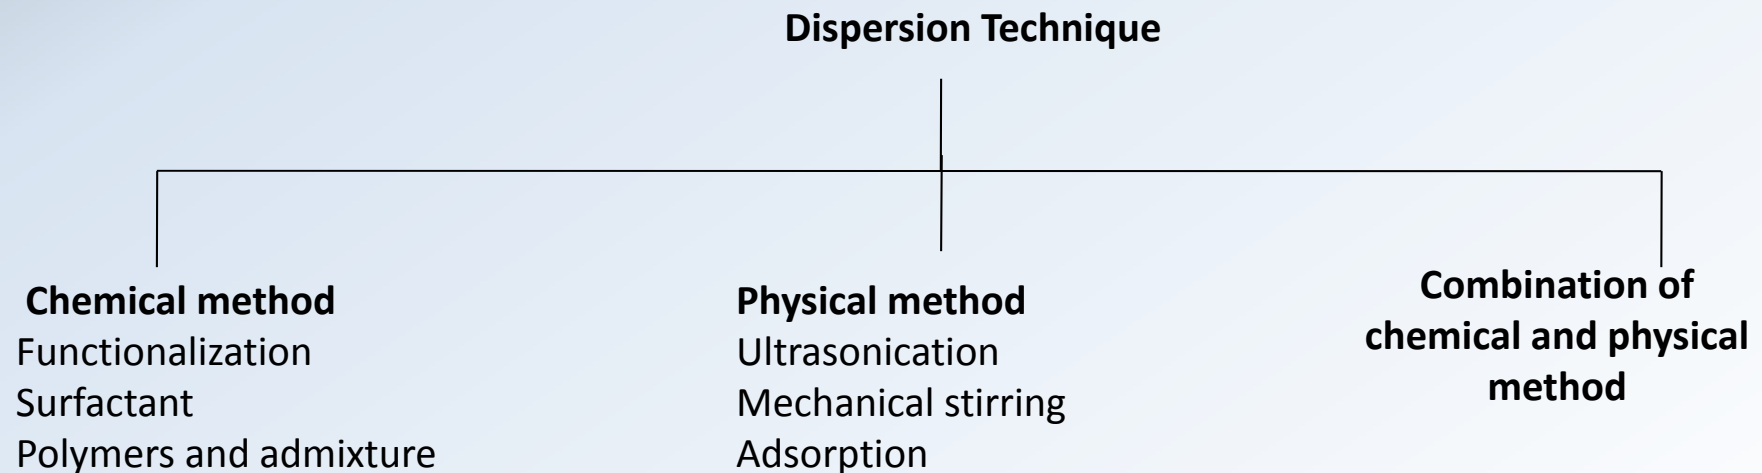 Dispersion Technique
Chemical method
Functionalization
Surfactant
Polymers and admixture
Physical method
Ultrasonication
Mechanical stirring
Adsorption
Combination of
chemical and physical
method